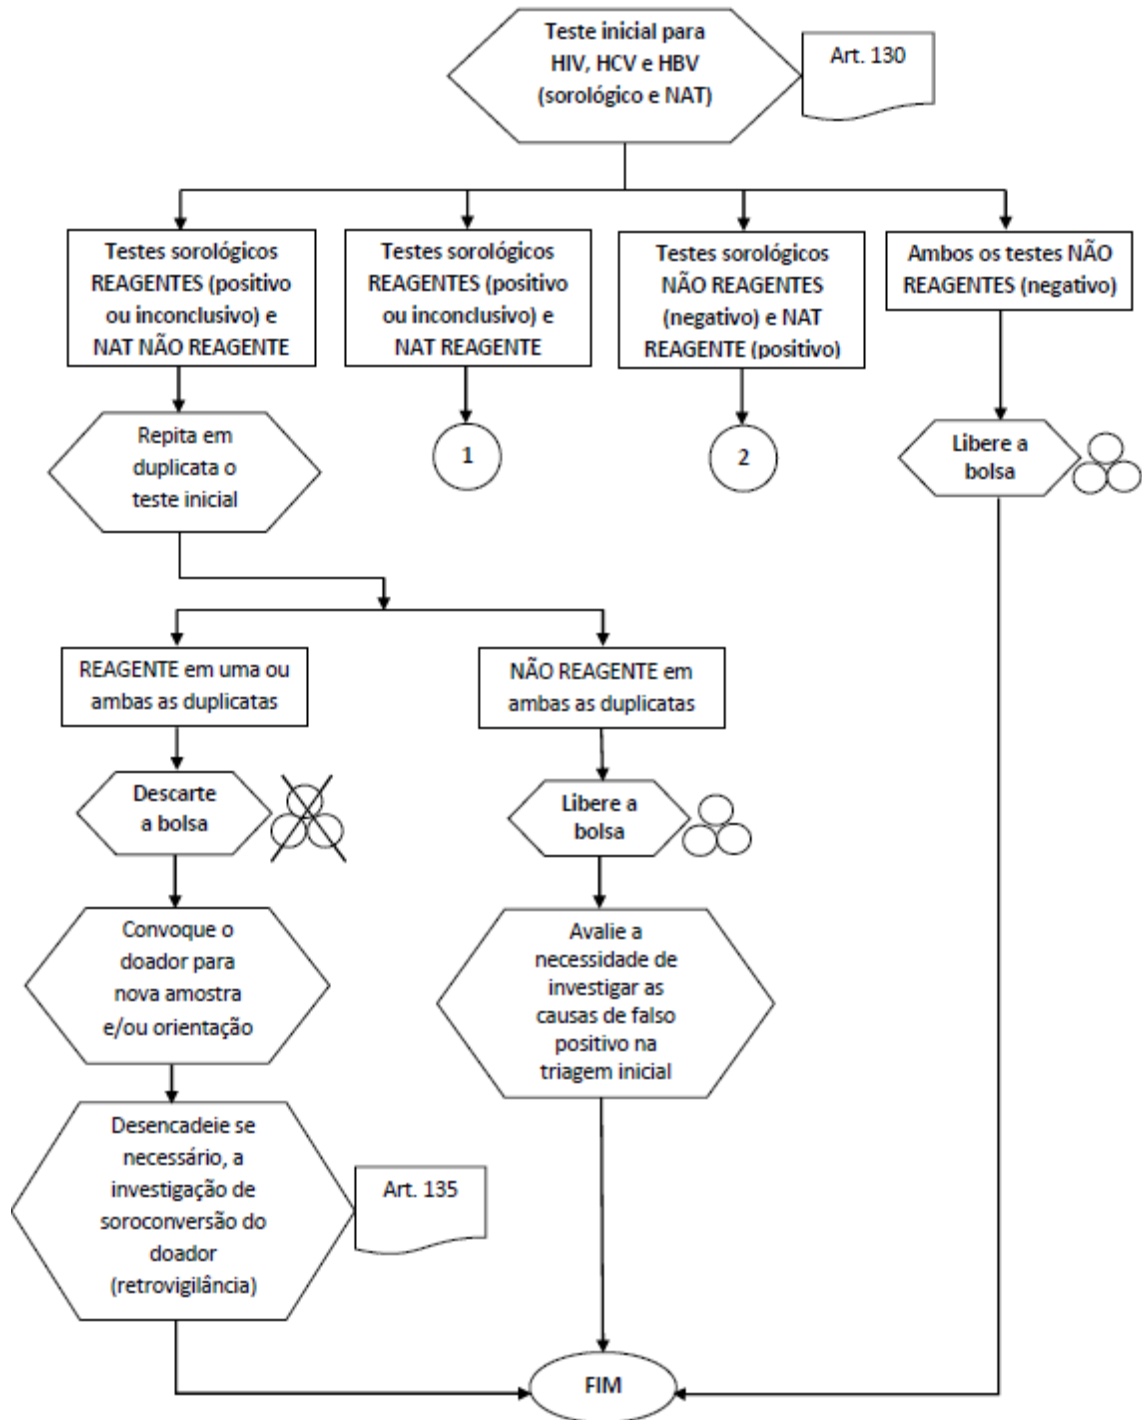 Teste inicial para
HIV, HCV e HBV
(sorológico e NAT)
Art. 130
Testes sorológicos
REAGENTES (positivo
ou inconclusivo) e
NAT NÃO REAGENTE
Testes sorológicos
REAGENTES (positivo
ou inconclusivo) e
NAT REAGENTE
Testes sorológicos
NÃO REAGENTES
(negativo) e NAT
REAGENTE (positivo)
Ambos os testes NÃO
REAGENTES (negativo)
Repita em
duplicata o
teste inicial
1
2
Libere a
bolsa
REAGENTE em uma ou
ambas as duplicatas
NÃO REAGENTE em
ambas as duplicatas
Descarte
a bolsa
Libere a
bolsa
Convoque o
doador para
nova amostra
e/ou orientação
Avalie a
necessidade de
investigar as
causas de falso
positivo na
triagem inicial
Desencadeie se
necessário, a
investigação de
soroconversão do
doador
(retrovigilância)
Art. 135
FIM